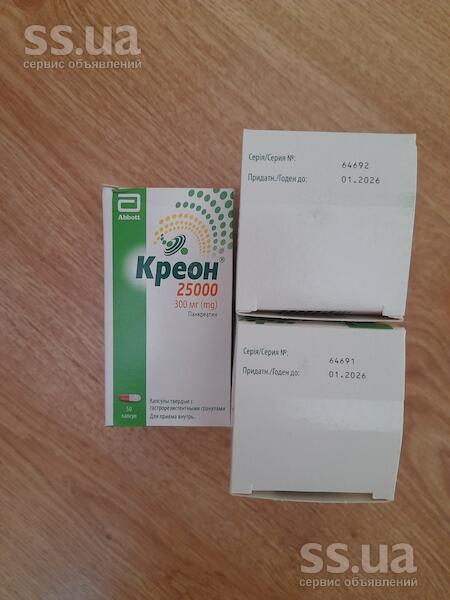 ss.ua
сервис объявлений
Abbott
Креон®
25000
300 мг (mg)
Панкреатин
Капсулы твердые с
гастрорезистентными гранулами
Для приема внутрь.
50
капсул
Серія/Серия №:
64692
Придатн./Годен до:
01.2026
Серія/Серия №:
64691
Придатн./Годен до:
01.2026
ss.ua
сервис объявлений